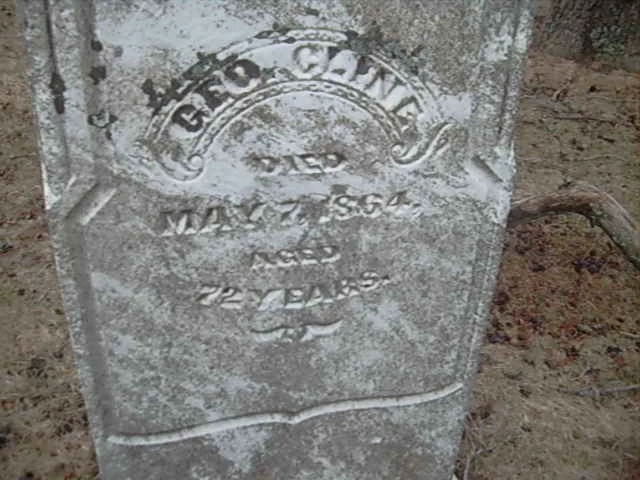 GEO. CLINE
DIED
MAY 7, 1864,
AGED
72 YEARS.